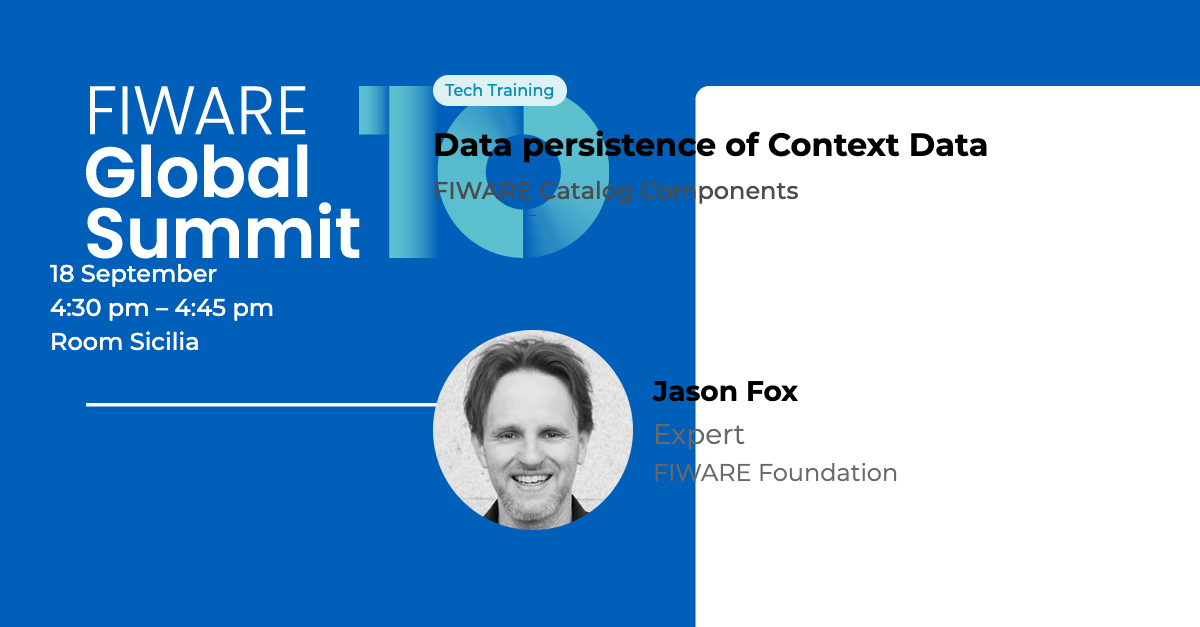 FIWARE
Global
Summit
10
18 September
4:30 pm – 4:45 pm
Room Sicilia
Tech Training
Data persistence of Context Data
FIWARE Catalog Components
Jason Fox
Expert
FIWARE Foundation